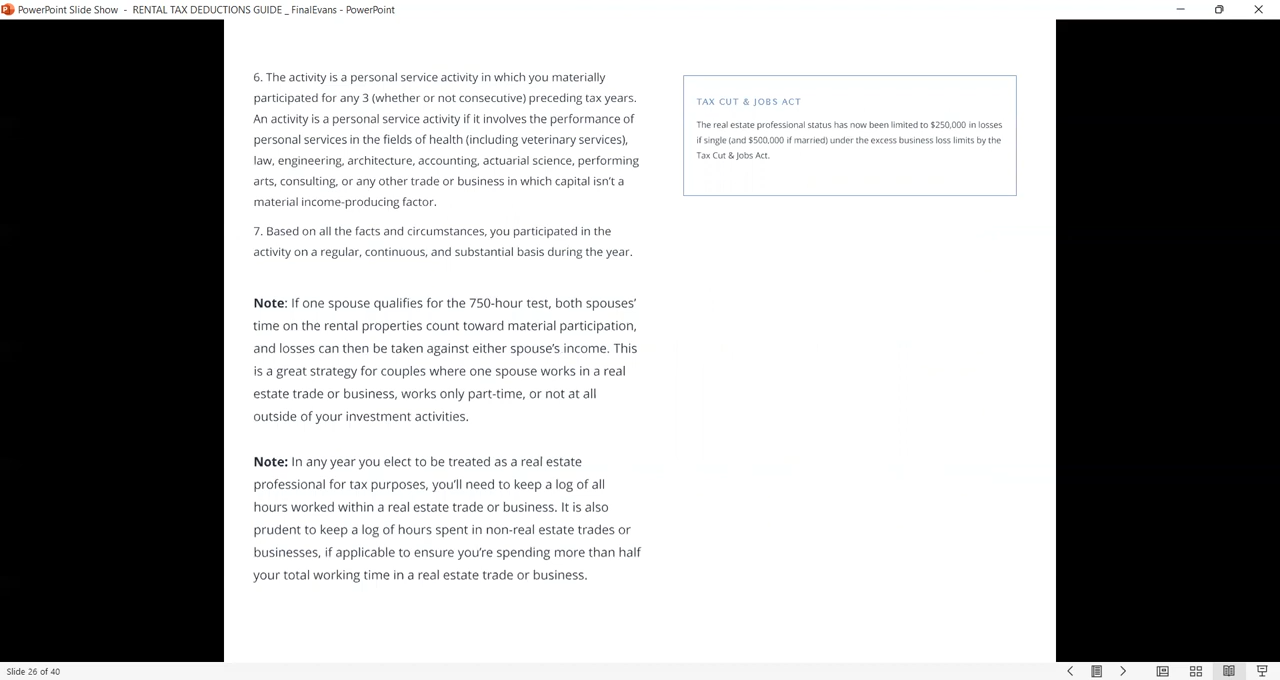 PowerPoint Slide Show - RENTAL TAX DEDUCTIONS GUIDE _ FinalEvans - PowerPoint
6. The activity is a personal service activity in which you materially
participated for any 3 (whether or not consecutive) preceding tax years.
An activity is a personal service activity if it involves the performance of
personal services in the fields of health (including veterinary services),
law, engineering, architecture, accounting, actuarial science, performing
arts, consulting, or any other trade or business in which capital isn't a
material income-producing factor.
7. Based on all the facts and circumstances, you participated in the
activity on a regular, continuous, and substantial basis during the year.
Note: If one spouse qualifies for the 750-hour test, both spouses'
time on the rental properties count toward material participation,
and losses can then be taken against either spouse's income. This
is a great strategy for couples where one spouse works in a real
estate trade or business, works only part-time, or not at all
outside of your investment activities.
Note: In any year you elect to be treated as a real estate
professional for tax purposes, you'll need to keep a log of all
hours worked within a real estate trade or business. It is also
prudent to keep a log of hours spent in non-real estate trades or
businesses, if applicable to ensure you're spending more than half
your total working time in a real estate trade or business.
TAX CUT & JOBS ACT
The real estate professional status has now been limited to $250,000 in losses
if single (and $500,000 if married) under the excess business loss limits by the
Tax Cut & Jobs Act.
Slide 26 of 40